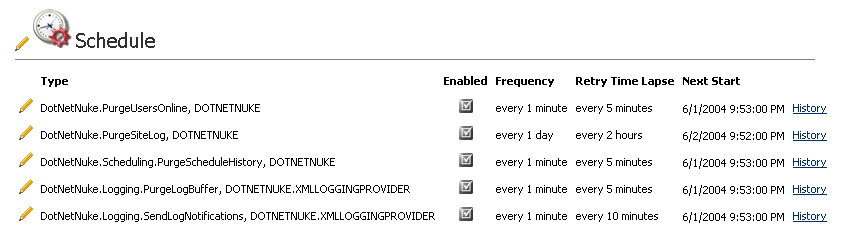 Schedule
Type Enabled Frequency Retry Time Lapse Next Start
DotNetNuke.PurgeUsersOnline, DOTNETNUKE every 1 minute every 5 minutes 6/1/2004 9:53:00 PM History
DotNetNuke.PurgeSiteLog, DOTNETNUKE every 1 day every 2 hours 6/2/2004 9:52:00 PM History
DotNetNuke.Scheduling.PurgeScheduleHistory, DOTNETNUKE every 1 minute every 5 minutes 6/1/2004 9:53:00 PM History
DotNetNuke.Logging.PurgeLogBuffer, DOTNETNUKE.XMLLOGGINGPROVIDER every 1 minute every 5 minutes 6/1/2004 9:53:00 PM History
DotNetNuke.Logging.SendLogNotifications, DOTNETNUKE.XMLLOGGINGPROVIDER every 1 minute every 10 minutes 6/1/2004 9:53:00 PM History